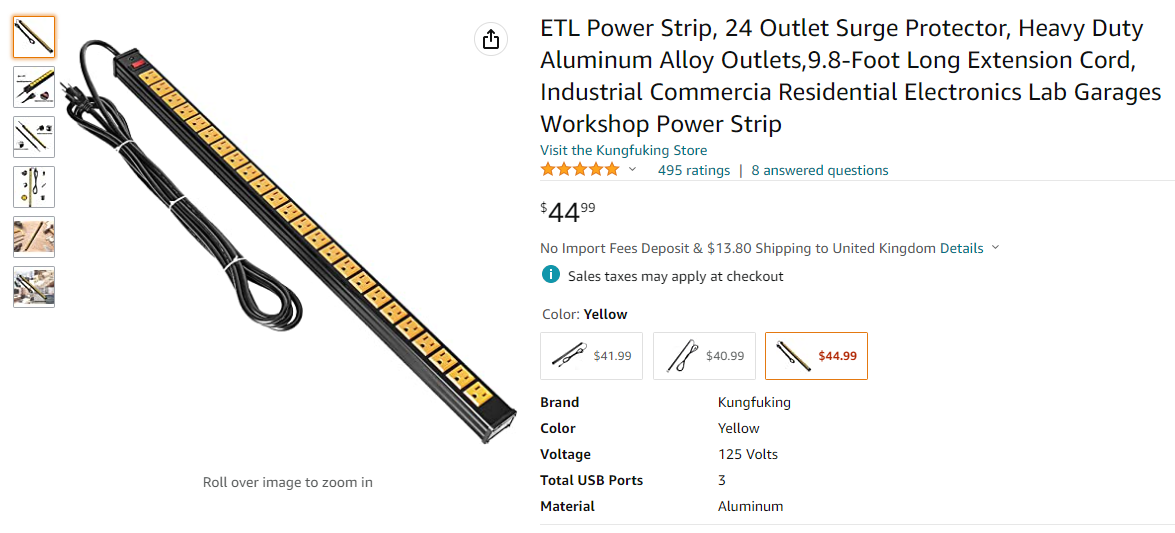 ETL Power Strip, 24 Outlet Surge Protector, Heavy Duty
Aluminum Alloy Outlets,9.8-Foot Long Extension Cord,
Industrial Commercia Residential Electronics Lab Garages
Workshop Power Strip
Visit the Kungfuking Store
495 ratings | 8 answered questions
$44.99
No Import Fees Deposit & $13.80 Shipping to United Kingdom Details
i Sales taxes may apply at checkout
Color: Yellow
$41.99 $40.99 $44.99
Brand Kungfuking
Color Yellow
Voltage 125 Volts
Total USB Ports 3
Material Aluminum
Roll over image to zoom in